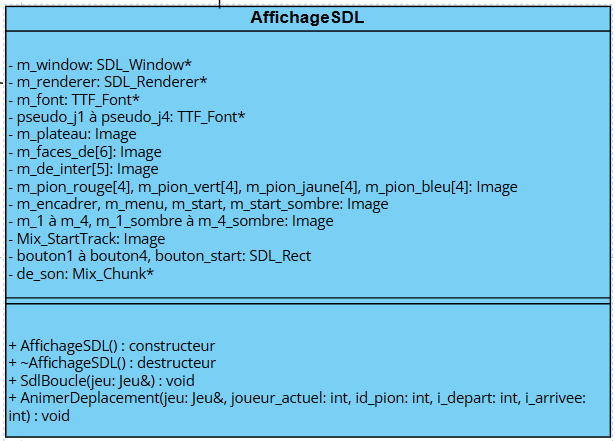 AffichageSDL
- m_window: SDL_Window*
- m_renderer: SDL_Renderer*
- m_font: TTF_Font*
- pseudo_j1 à pseudo_j4: TTF_Font*
- m_plateau: Image
- m_faces_de[6]: Image
- m_de_inter[5]: Image
- m_pion_rouge[4], m_pion_vert[4], m_pion_jaune[4], m_pion_bleu[4]: Image
- m_encadrer, m_menu, m_start, m_start_sombre: Image
- m_1 à m_4, m_1_sombre à m_4_sombre: Image
- Mix_StartTrack: Image
- bouton1 à bouton4, bouton_start: SDL_Rect
- de_son: Mix_Chunk*
+ AffichageSDL() : constructeur
+ ~AffichageSDL() : destructeur
+ SdlBoucle(jeu: Jeu&) : void
+ AnimerDeplacement(jeu: Jeu&, joueur_actuel: int, id_pion: int, i_depart: int, i_arrivee:
int) : void